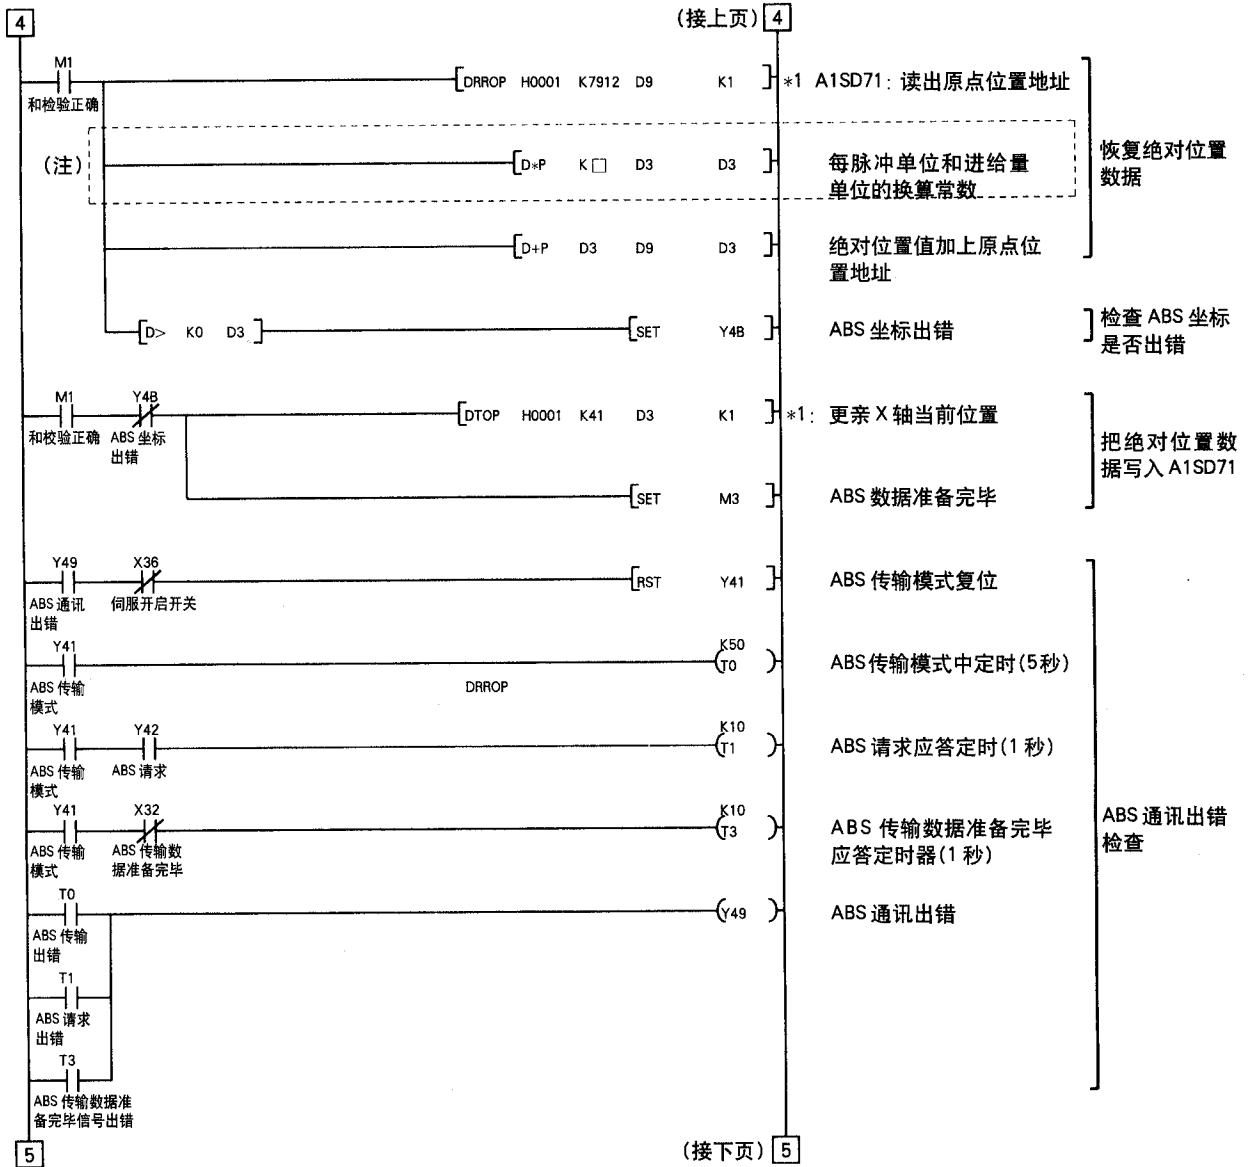 4
(接上页) 4
M1
和检验正确
DRROP H0001 K7912 D9 K1
*1 A1SD71: 读出原点位置地址
(注)
D*P K□ D3 D3
每脉冲单位和进给量
单位的换算常数
恢复绝对位置
数据
D+P D3 D9 D3
绝对位置值加上原点位
置地址
D> K0 D3
SET Y4B
ABS 坐标出错
检查 ABS 坐标
是否出错
M1
和校验正确
Y4B
ABS 坐标
出错
DTOP H0001 K41 D3 K1
*1: 更亲 X 轴当前位置
把绝对位置数
据写入 A1SD71
SET M3
ABS 数据准备完毕
Y49
ABS 通讯
出错
X36
伺服开启开关
RST Y41
ABS 传输模式复位
Y41
ABS 传输
模式
K50
T0
ABS传输模式中定时(5秒)
DRROP
Y41
ABS 传输
模式
Y42
ABS 请求
K10
T1
ABS 请求应答定时(1 秒)
Y41
ABS 传输
模式
X32
ABS 传输数
据准备完毕
K10
T3
ABS 传输数据准备完毕
应答定时器(1 秒)
ABS 通讯出错
检查
T0
ABS 传输
出错
Y49
ABS 通讯出错
T1
ABS 请求
出错
T3
ABS 传输数据准
备完毕信号出错
5
(接下页) 5